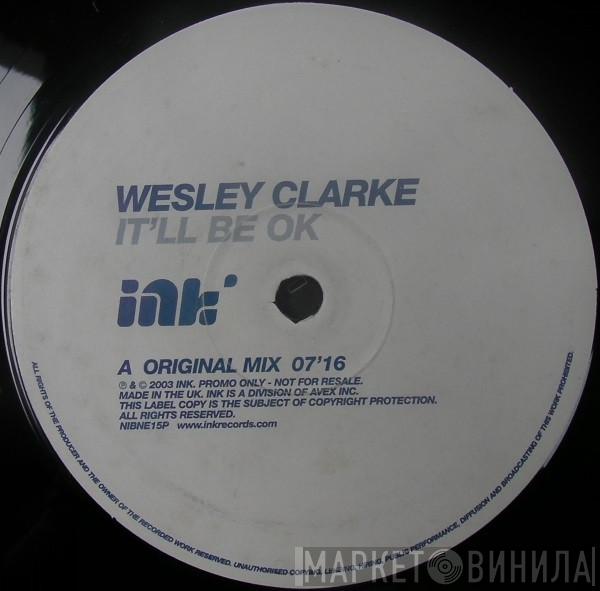 WESLEY CLARKE
IT'LL BE OK
ink'
A ORIGINAL MIX 07'16
℗ & © 2003 INK. PROMO ONLY - NOT FOR RESALE.
MADE IN THE UK. INK IS A DIVISION OF AVEX INC.
THIS LABEL COPY IS THE SUBJECT OF COPYRIGHT PROTECTION.
ALL RIGHTS RESERVED.
NIBNE15P www.inkrecords.com
ALL RIGHTS OF THE PRODUCER AND THE OWNER OF THE RECORDED WORK RESERVED. UNAUTHORISED COPYING, LENDING, HIRING, PUBLIC PERFORMANCE, DIFFUSION AND BROADCASTING OF THIS WORK PROHIBITED.
МАРКЕТ ВИНИЛА